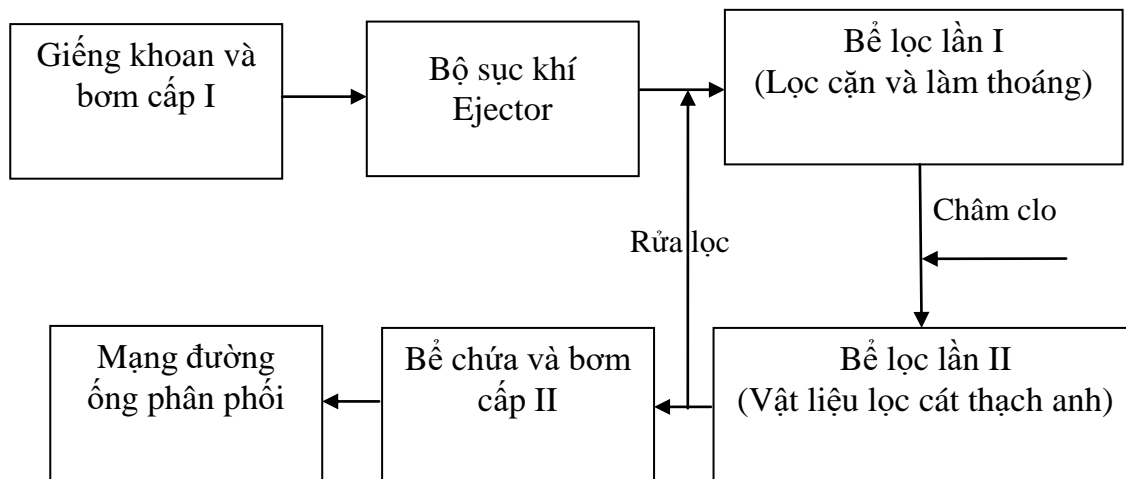 Giếng khoan và
bơm cấp I
Bộ sục khí
Ejector
Bể lọc lần I
(Lọc cặn và làm thoáng)
Châm clo
Rửa lọc
Mạng đường
ống phân phối
Bể chứa và bơm
cấp II
Bể lọc lần II
(Vật liệu lọc cát thạch anh)